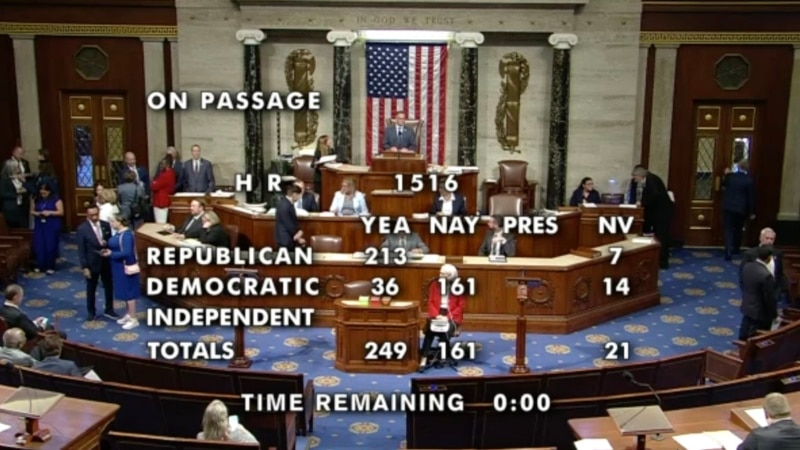 IN GOD WE TRUST
ON PASSAGE
H R 1516
YEA NAY PRES NV
REPUBLICAN 213 7
DEMOCRATIC 36 161 14
INDEPENDENT
TOTALS 249 161 21
TIME REMAINING 0:00